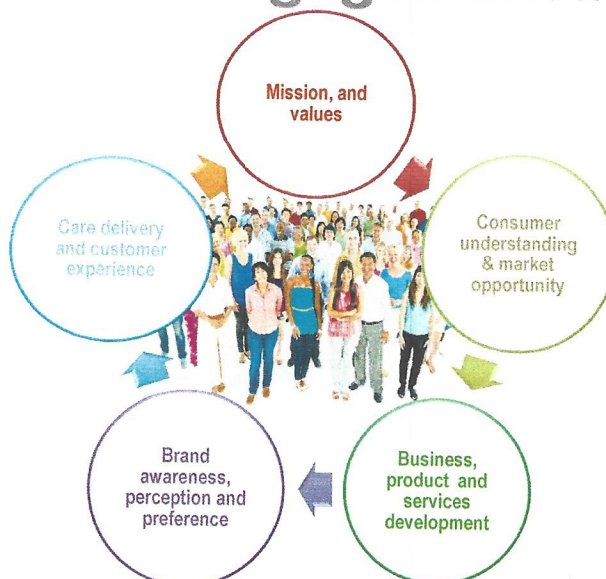 Mission, and
values
Consumer
understanding
& market
opportunity
Business,
product and
services
development
Brand
awareness,
perception and
preference
Care delivery
and customer
experience